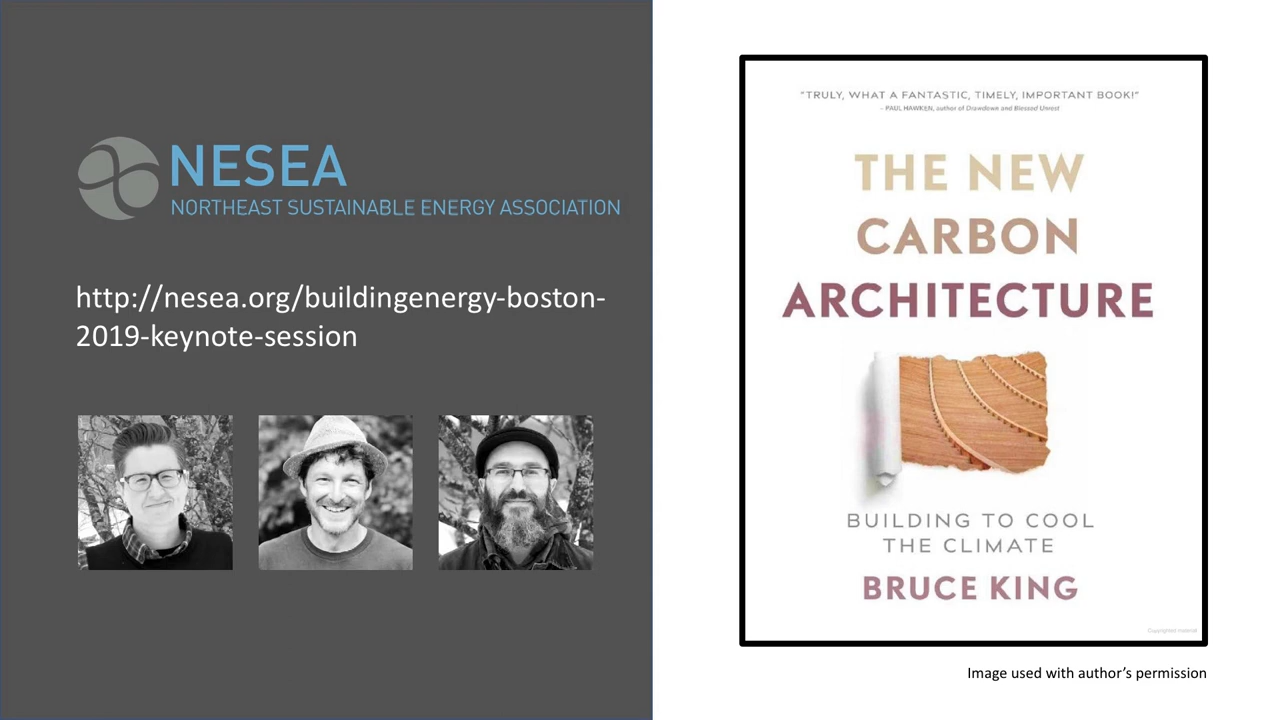 NESEA
NORTHEAST SUSTAINABLE ENERGY ASSOCIATION
http://nesea.org/buildingenergy-boston-
2019-keynote-session
"TRULY, WHAT A FANTASTIC, TIMELY, IMPORTANT BOOK!"
– PAUL HAWKEN, author of Drawdown and Blessed Unrest
THE NEW
CARBON
ARCHITECTURE
BUILDING TO COOL
THE CLIMATE
BRUCE KING
Copyrighted material
Image used with author’s permission